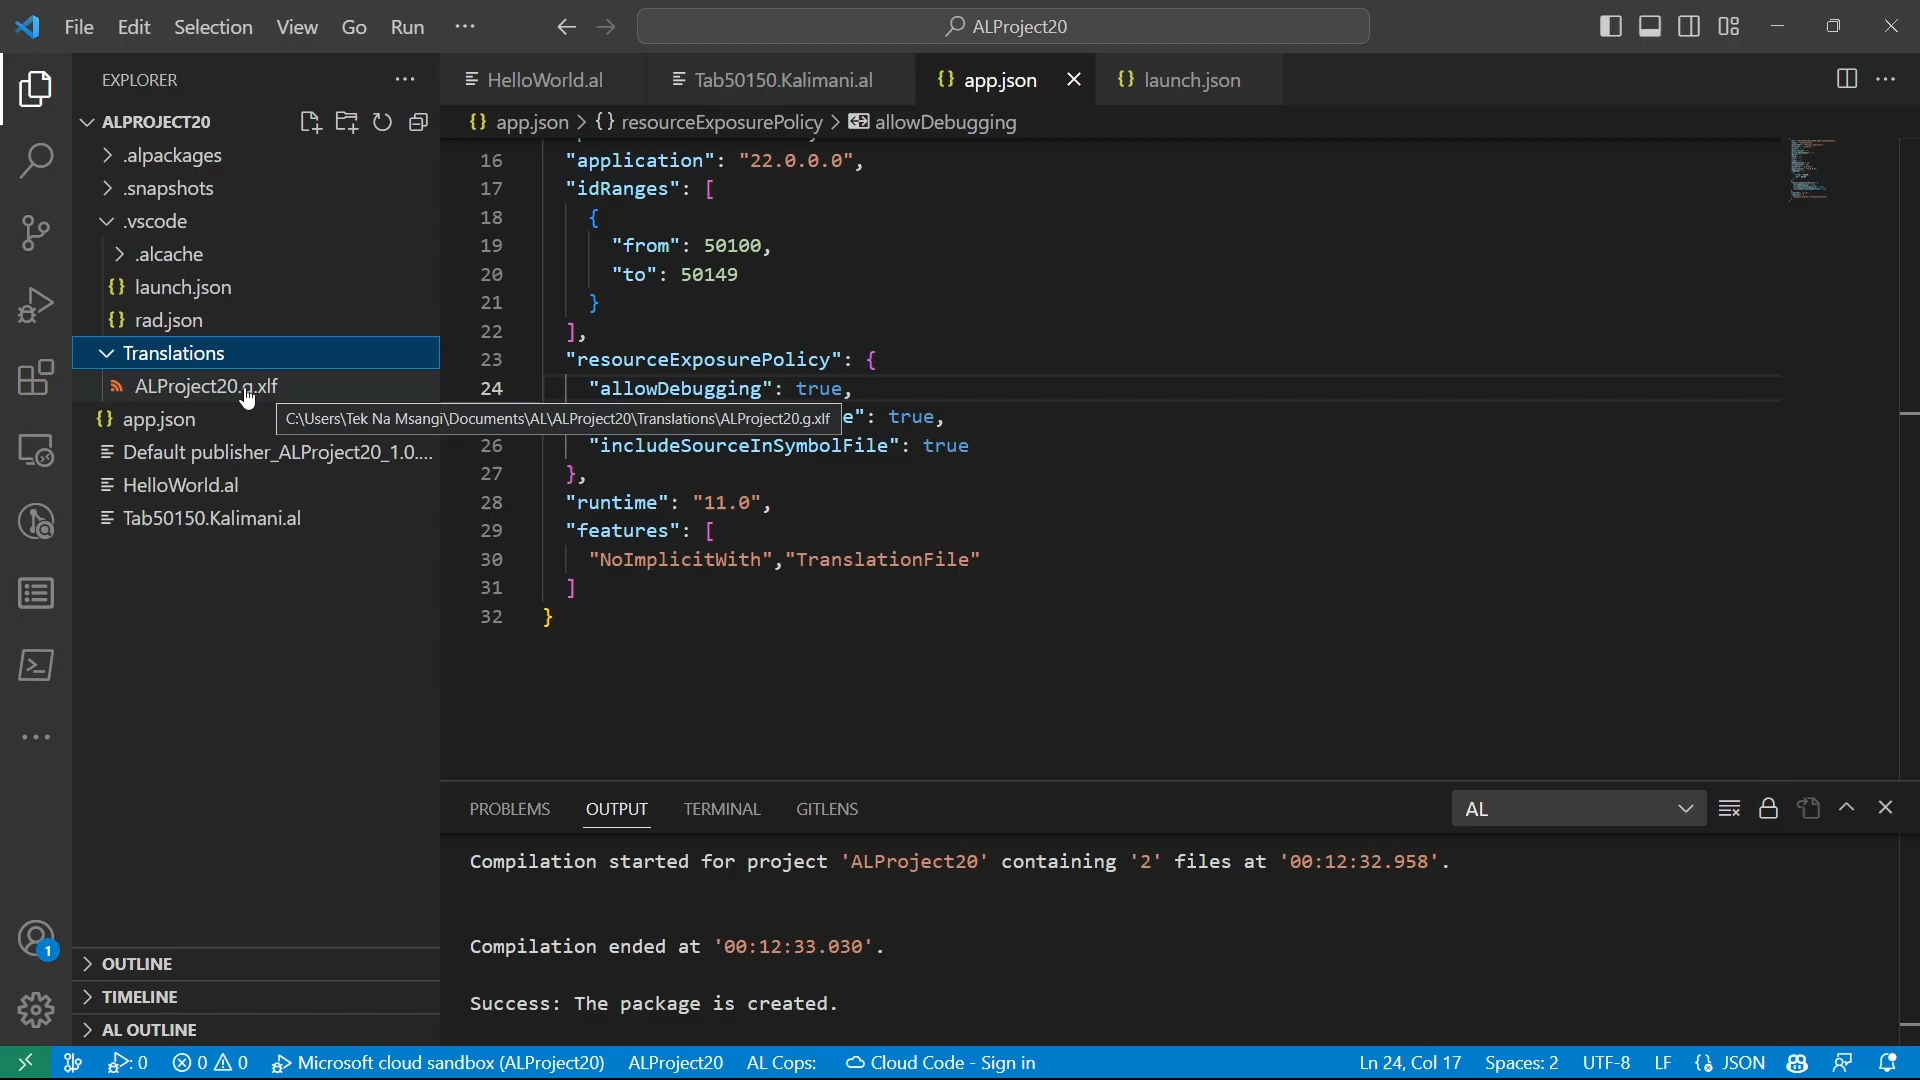 File Edit Selection View Go Run ··· ALProject20
EXPLORER
ALPROJECT20
.alpackages
.snapshots
.vscode
.alcache
launch.json
rad.json
Translations
ALProject20.g.xlf
app.json
Default publisher_ALProject20_1.0....
HelloWorld.al
Tab50150.Kalimani.al
OUTLINE
TIMELINE
AL OUTLINE
1
HelloWorld.al Tab50150.Kalimani.al {} app.json {} launch.json
{} app.json > {} resourceExposurePolicy > allowDebugging
16 "application": "22.0.0.0",
17 "idRanges": [
18 {
19 "from": 50100,
20 "to": 50149
21 }
22 ],
23 "resourceExposurePolicy": {
24 "allowDebugging": true,
C:\Users\Tek Na Msangi\Documents\AL\ALProject20\Translations\ALProject20.g.xlf e": true,
26 "includeSourceInSymbolFile": true
27 },
28 "runtime": "11.0",
29 "features": [
30 "NoImplicitWith","TranslationFile"
31 ]
32 }
PROBLEMS OUTPUT TERMINAL GITLENS AL
Compilation started for project 'ALProject20' containing '2' files at '00:12:32.958'.
Compilation ended at '00:12:33.030'.
Success: The package is created.
0 0 0 Microsoft cloud sandbox (ALProject20) ALProject20 AL Cops: Cloud Code - Sign in Ln 24, Col 17 Spaces: 2 UTF-8 LF {} JSON